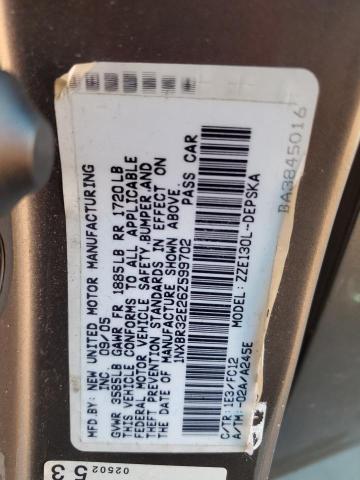 MFD BY: NEW UNITED MOTOR MANUFACTURING
INC. 09/05
GVWR 3585LB GAWR FR 1885LB RR 1720LB
THIS VEHICLE CONFORMS TO ALL APPLICABLE
FEDERAL MOTOR VEHICLE SAFETY,BUMPER,AND
THEFT PREVENTION STANDARDS IN EFFECT ON
THE DATE OF MANUFACTURE SHOWN ABOVE.
1NXBR32E26Z599702 PASS CAR
C/TR:1E3/FC12 MODEL:ZZE130L-DEPSKA
A/TM:-02A/A245E
BA3845016
02502
53